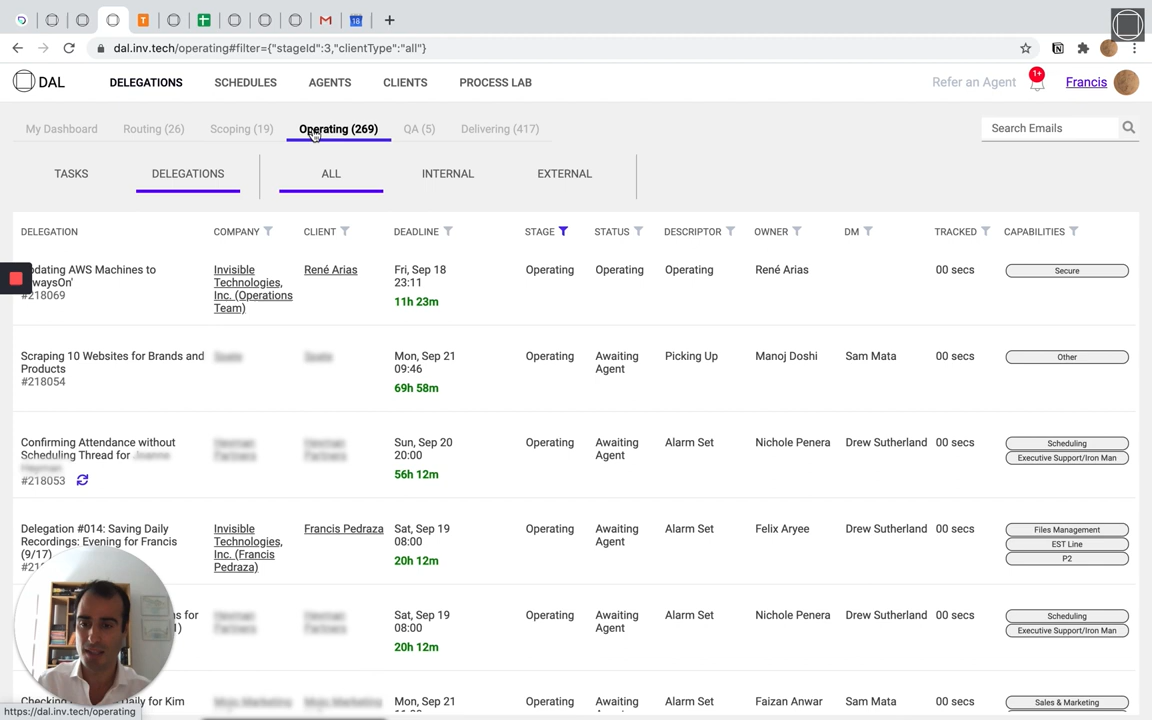 dal.inv.tech/operating#filter={"stageId":3,"clientType":"all"}
DAL
DELEGATIONS
SCHEDULES
AGENTS
CLIENTS
PROCESS LAB
Refer an Agent
1+
Francis
My Dashboard
Routing (26)
Scoping (19)
Operating (269)
QA (5)
Delivering (417)
Search Emails
TASKS
DELEGATIONS
ALL
INTERNAL
EXTERNAL
DELEGATION
COMPANY
CLIENT
DEADLINE
STAGE
STATUS
DESCRIPTOR
OWNER
DM
TRACKED
CAPABILITIES
pdating AWS Machines to
waysOn'
#218069
Invisible
Technologies,
Inc. (Operations
Team)
René Arias
Fri, Sep 18
23:11
11h 23m
Operating
Operating
Operating
René Arias
00 secs
Secure
Scraping 10 Websites for Brands and
Products
#218054
Mon, Sep 21
09:46
69h 58m
Operating
Awaiting
Agent
Picking Up
Manoj Doshi
Sam Mata
00 secs
Other
Confirming Attendance without
Scheduling Thread for
#218053
Sun, Sep 20
20:00
56h 12m
Operating
Awaiting
Agent
Alarm Set
Nichole Penera
Drew Sutherland
00 secs
Scheduling
Executive Support/Iron Man
Delegation #014: Saving Daily
Recordings: Evening for Francis
(9/17)
#21
Invisible
Technologies,
Inc. (Francis
Pedraza)
Francis Pedraza
Sat, Sep 19
08:00
20h 12m
Operating
Awaiting
Agent
Alarm Set
Felix Aryee
Drew Sutherland
00 secs
Files Management
EST Line
P2
s for
1)
Sat, Sep 19
08:00
20h 12m
Operating
Awaiting
Agent
Alarm Set
Nichole Penera
Drew Sutherland
00 secs
Scheduling
Executive Support/Iron Man
Checking
Daily for Kim
Mon, Sep 21
Operating
Awaiting
Alarm Set
Faizan Anwar
Sam Mata
00 secs
Sales & Marketing
https://dal.inv.tech/operating